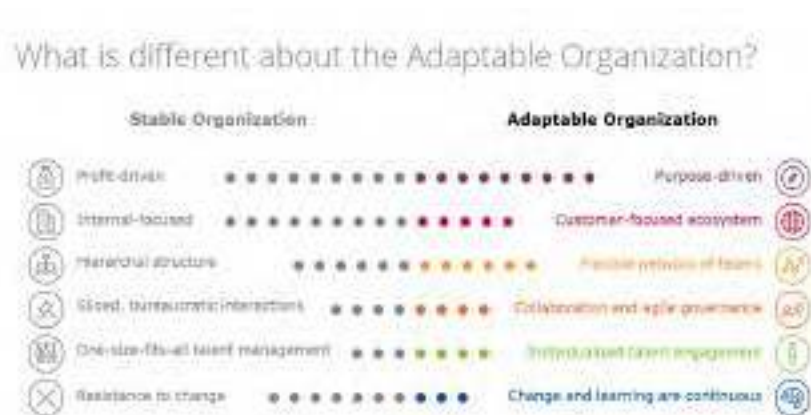 What is different about the Adaptable Organization?
Stable Organization
Adaptable Organization
Profit-driven
Purpose-driven
Internal-focused
Customer-focused ecosystem
Hierarchal structure
Flexible networks of teams
Siloed, bureaucratic interactions
Collaboration and agile governance
One-size-fits-all talent management
Individualised talent engagement
Resistance to change
Change and learning are continuous